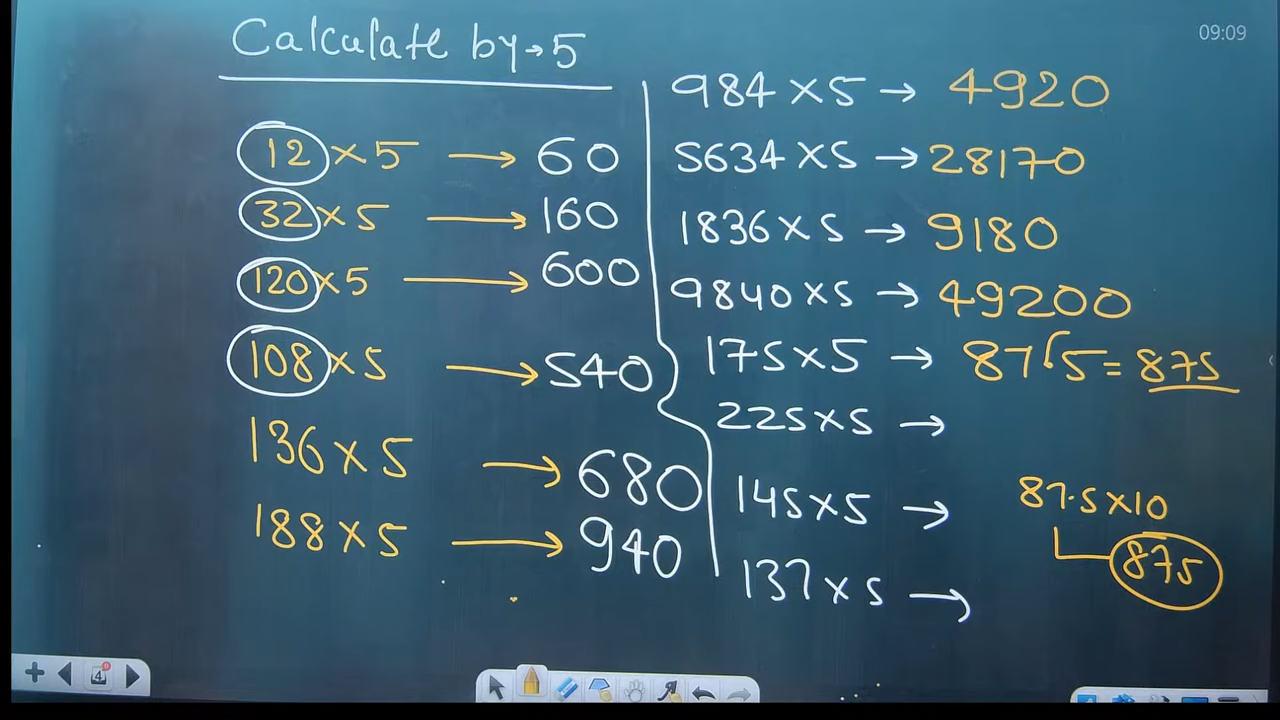 09:09
Calculate by→5
12×5 → 60
32×5 → 160
120×5 → 600
108×5 → 540
136×5 → 680
188×5 → 940
984×5 → 4920
5634×5 → 28170
1836×5 → 9180
9840×5 → 49200
175×5 → 87.5 = 875
225×5 →
145×5 →
137×5 →
87.5×10
875
4